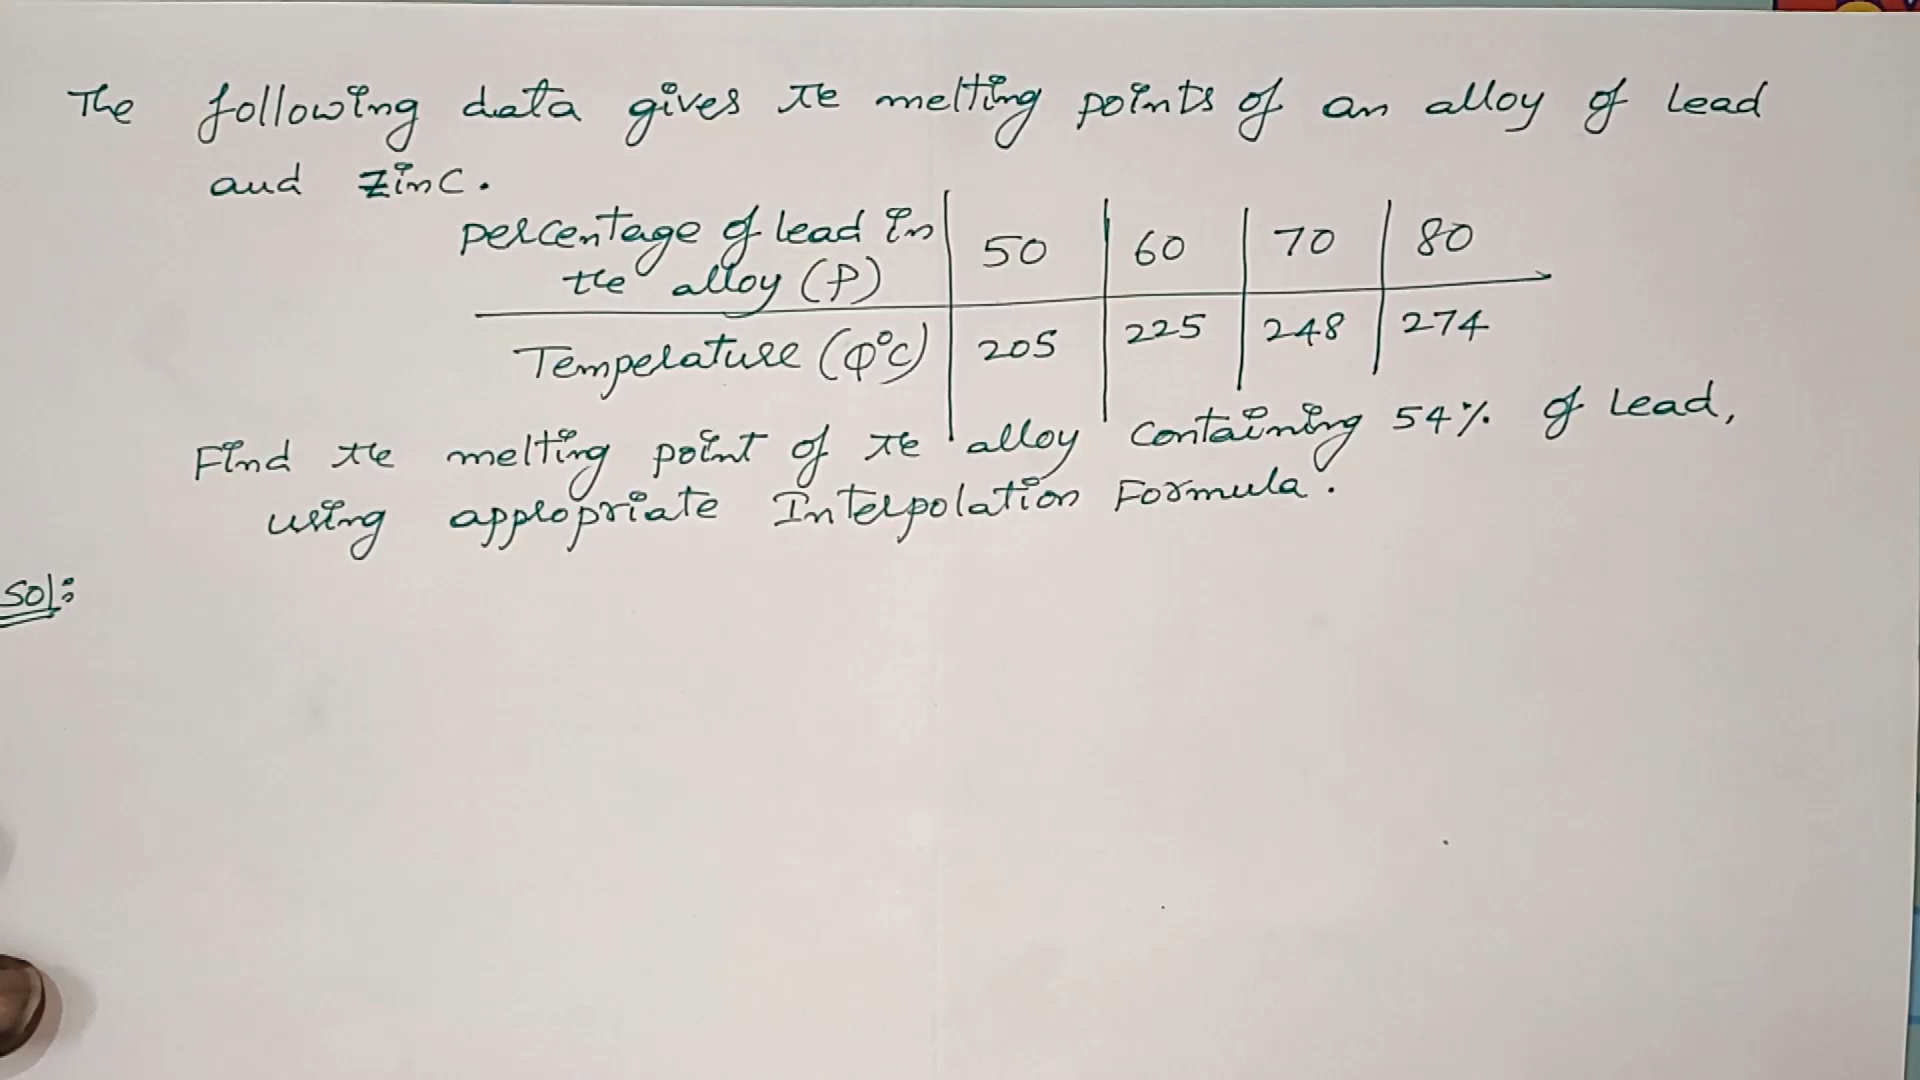 The following data gives the melting points of an alloy of Lead
and Zinc.
percentage of lead in the alloy (P) | 50 | 60 | 70 | 80
Temperature (Q°C) | 205 | 225 | 248 | 274
Find the melting point of the alloy containing 54% of Lead,
using appropriate Interpolation Formula.
Sol: